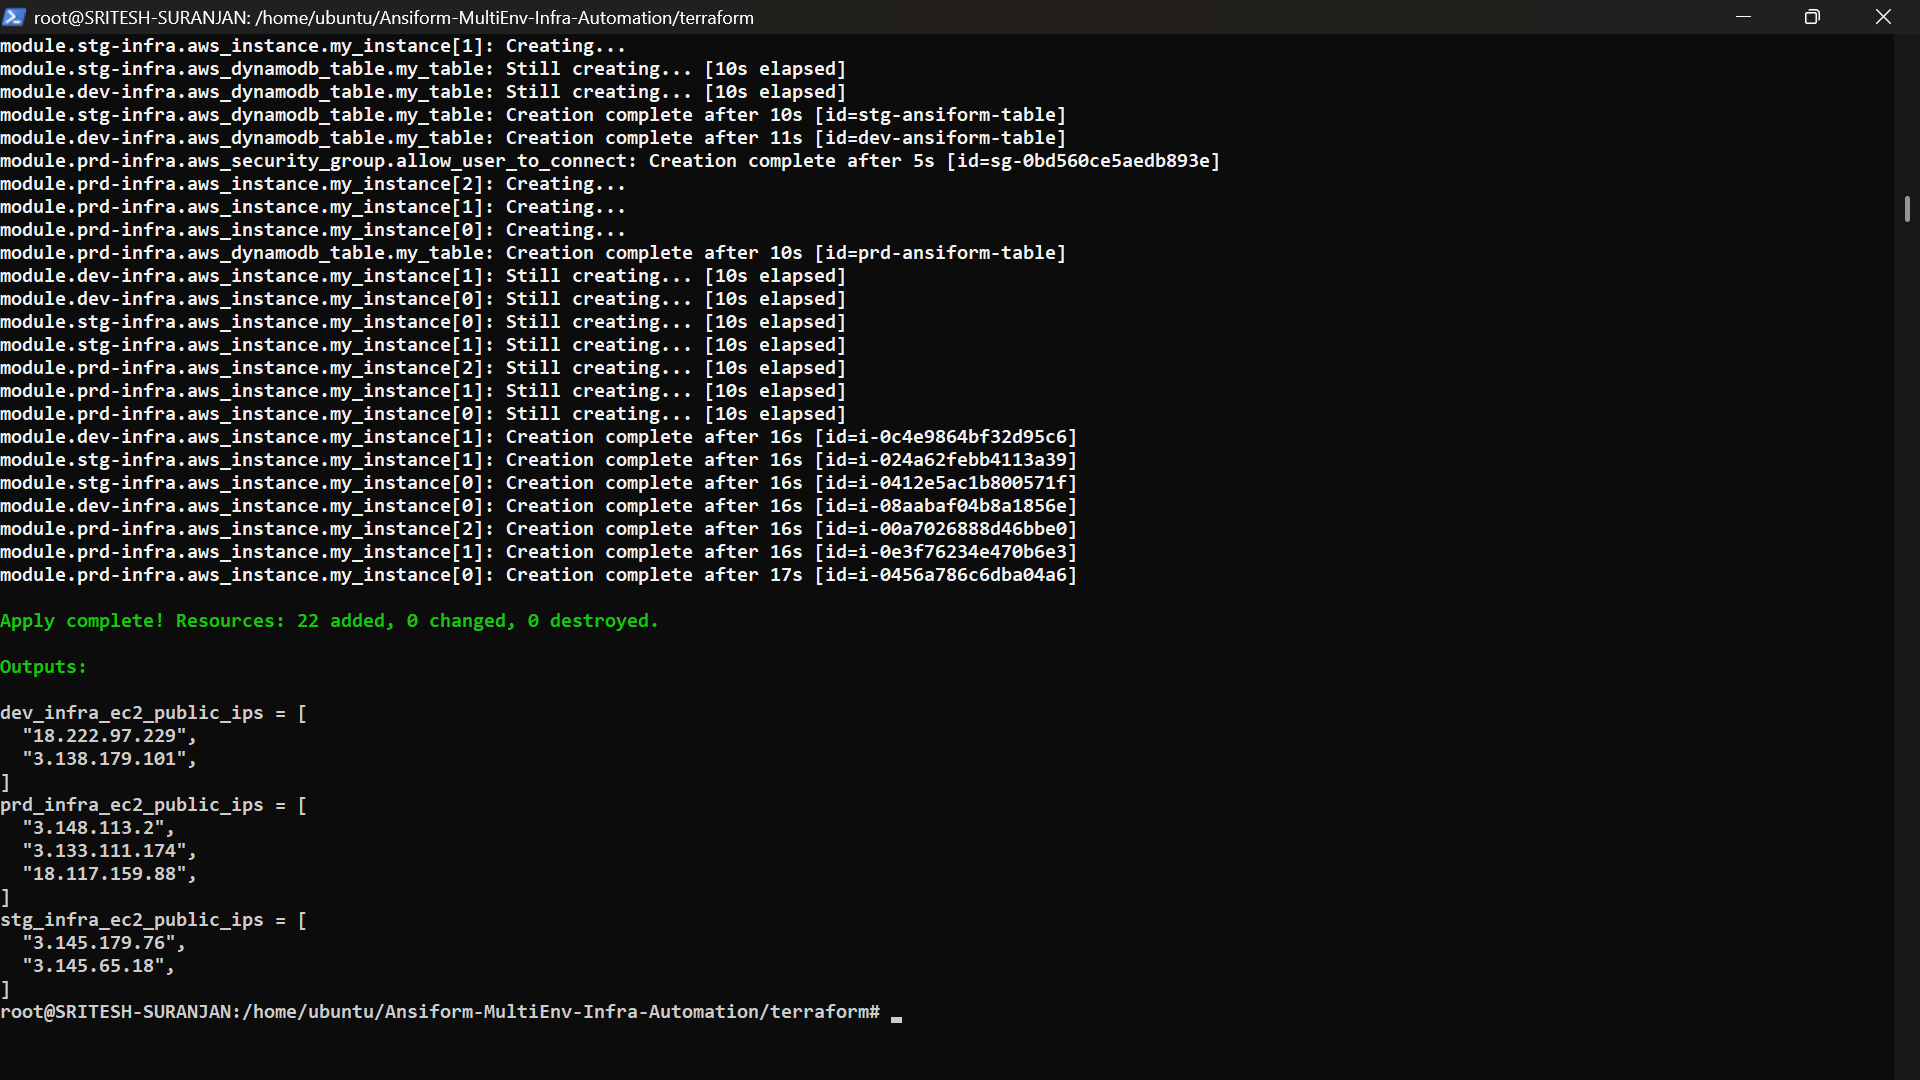 root@SRITESH-SURANJAN: /home/ubuntu/Ansiform-MultiEnv-Infra-Automation/terraform
module.stg-infra.aws_instance.my_instance[1]: Creating...
module.stg-infra.aws_dynamodb_table.my_table: Still creating... [10s elapsed]
module.dev-infra.aws_dynamodb_table.my_table: Still creating... [10s elapsed]
module.stg-infra.aws_dynamodb_table.my_table: Creation complete after 10s [id=stg-ansiform-table]
module.dev-infra.aws_dynamodb_table.my_table: Creation complete after 11s [id=dev-ansiform-table]
module.prd-infra.aws_security_group.allow_user_to_connect: Creation complete after 5s [id=sg-0bd560ce5aedb893e]
module.prd-infra.aws_instance.my_instance[2]: Creating...
module.prd-infra.aws_instance.my_instance[1]: Creating...
module.prd-infra.aws_instance.my_instance[0]: Creating...
module.prd-infra.aws_dynamodb_table.my_table: Creation complete after 10s [id=prd-ansiform-table]
module.dev-infra.aws_instance.my_instance[1]: Still creating... [10s elapsed]
module.dev-infra.aws_instance.my_instance[0]: Still creating... [10s elapsed]
module.stg-infra.aws_instance.my_instance[0]: Still creating... [10s elapsed]
module.stg-infra.aws_instance.my_instance[1]: Still creating... [10s elapsed]
module.prd-infra.aws_instance.my_instance[2]: Still creating... [10s elapsed]
module.prd-infra.aws_instance.my_instance[1]: Still creating... [10s elapsed]
module.prd-infra.aws_instance.my_instance[0]: Still creating... [10s elapsed]
module.dev-infra.aws_instance.my_instance[1]: Creation complete after 16s [id=i-0c4e9864bf32d95c6]
module.stg-infra.aws_instance.my_instance[1]: Creation complete after 16s [id=i-024a62febb4113a39]
module.stg-infra.aws_instance.my_instance[0]: Creation complete after 16s [id=i-0412e5ac1b800571f]
module.dev-infra.aws_instance.my_instance[0]: Creation complete after 16s [id=i-08aabaf04b8a1856e]
module.prd-infra.aws_instance.my_instance[2]: Creation complete after 16s [id=i-00a7026888d46bbe0]
module.prd-infra.aws_instance.my_instance[1]: Creation complete after 16s [id=i-0e3f76234e470b6e3]
module.prd-infra.aws_instance.my_instance[0]: Creation complete after 17s [id=i-0456a786c6dba04a6]
Apply complete! Resources: 22 added, 0 changed, 0 destroyed.
Outputs:
dev_infra_ec2_public_ips = [
  "18.222.97.229",
  "3.138.179.101",
]
prd_infra_ec2_public_ips = [
  "3.148.113.2",
  "3.133.111.174",
  "18.117.159.88",
]
stg_infra_ec2_public_ips = [
  "3.145.179.76",
  "3.145.65.18",
]
root@SRITESH-SURANJAN:/home/ubuntu/Ansiform-MultiEnv-Infra-Automation/terraform#